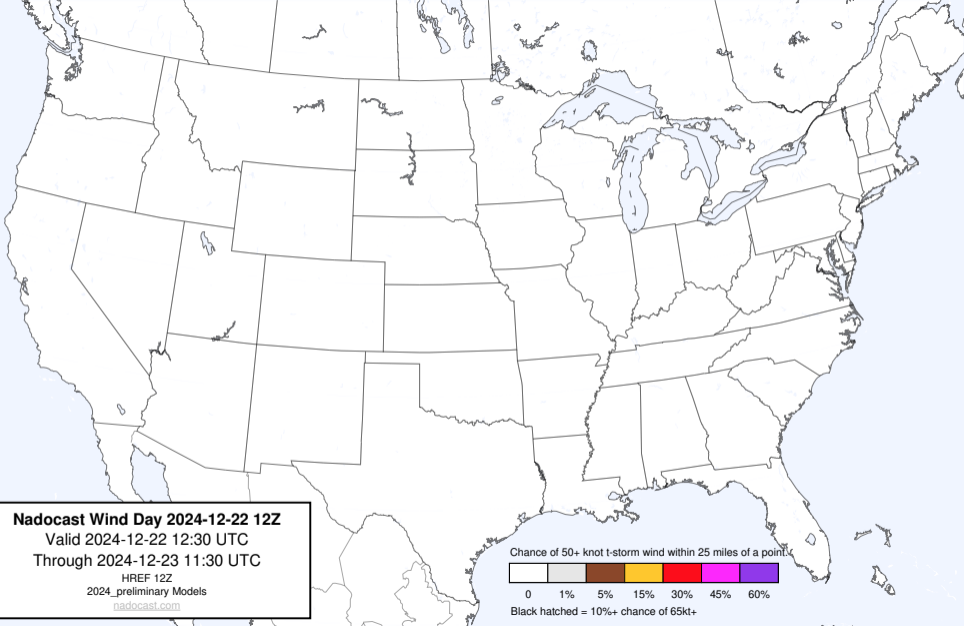 Nadocast Wind Day 2024-12-22 12Z
Valid 2024-12-22 12:30 UTC
Through 2024-12-23 11:30 UTC
HREF 12Z
2024_preliminary Models
nadocast.com
Chance of 50+ knot t-storm wind within 25 miles of a point.
0 1% 5% 15% 30% 45% 60%
Black hatched = 10%+ chance of 65kt+